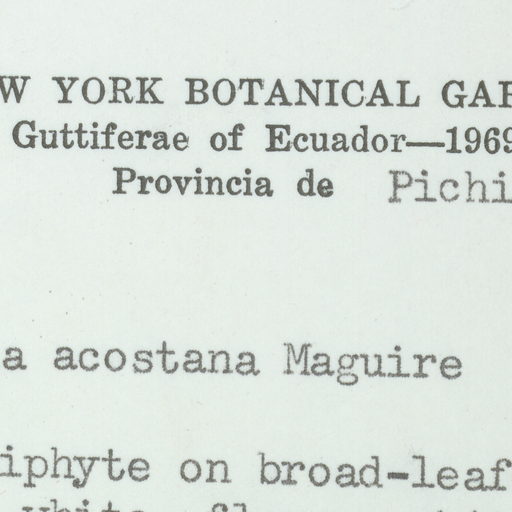 W YORK BOTANICAL GAR
Guttiferae of Ecuador—1969
Provincia de Pichi
a acostana Maguire
iphyte on broad-leaf